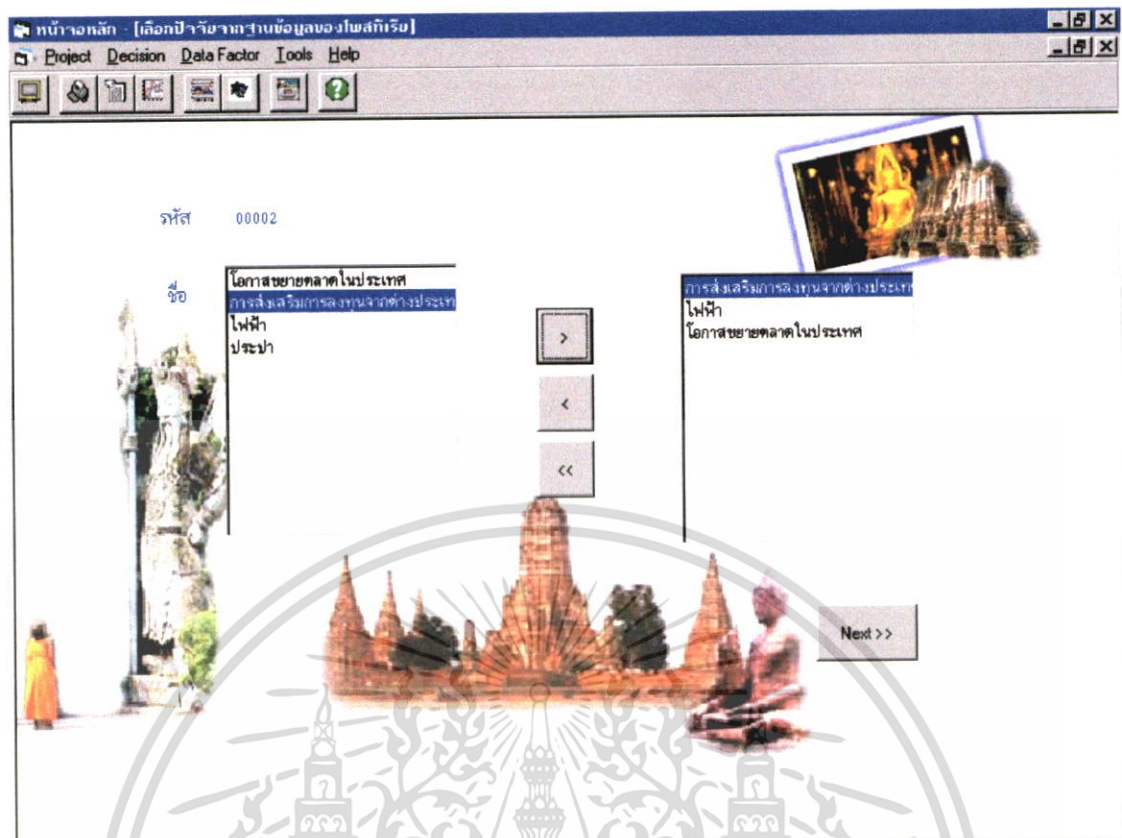 หน้าจอหลัก - [เลือกปัจจัยจากฐานข้อมูลของโพสทิเรีย]
Project Decision Data Factor Tools Help
รหัส 00002
ชื่อ
โอกาสขยายตลาดในประเทศ
การส่งเสริมการลงทุนจากต่างประเท
ไฟฟ้า
ประปา
>
<
<<
การส่งเสริมการลงทุนจากต่างประเท
ไฟฟ้า
โอกาสขยายตลาดในประเทศ
Next >>